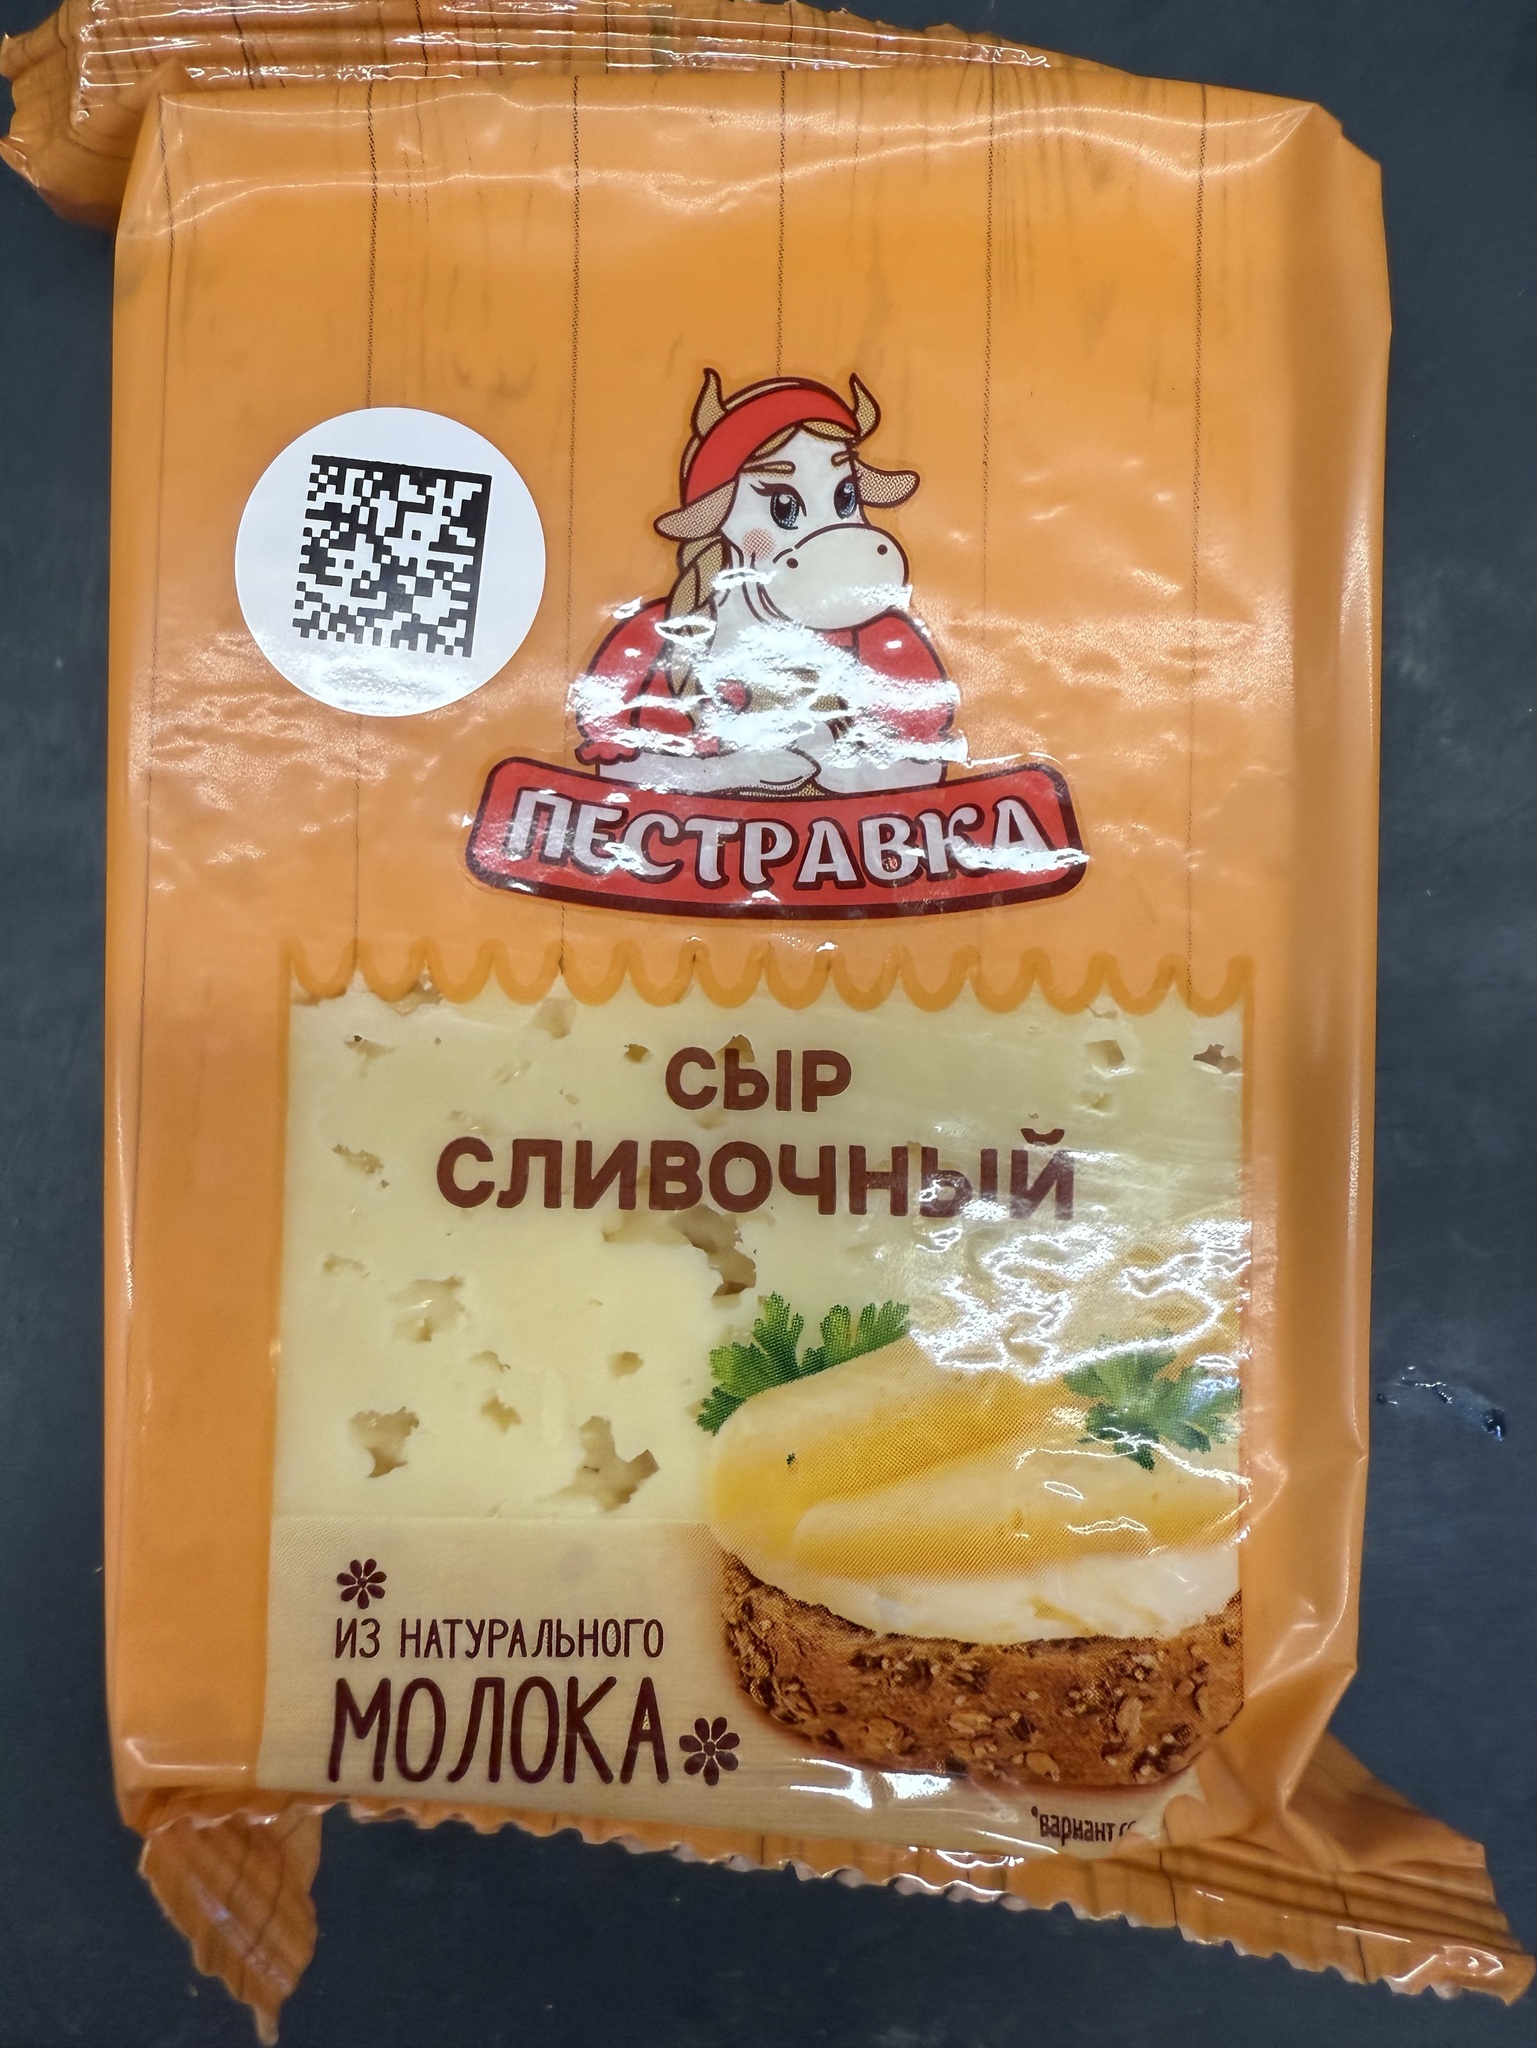 ПЕСТРАВКА
СЫР
СЛИВОЧНЫЙ
ИЗ НАТУРАЛЬНОГО
МОЛОКА
*вариант